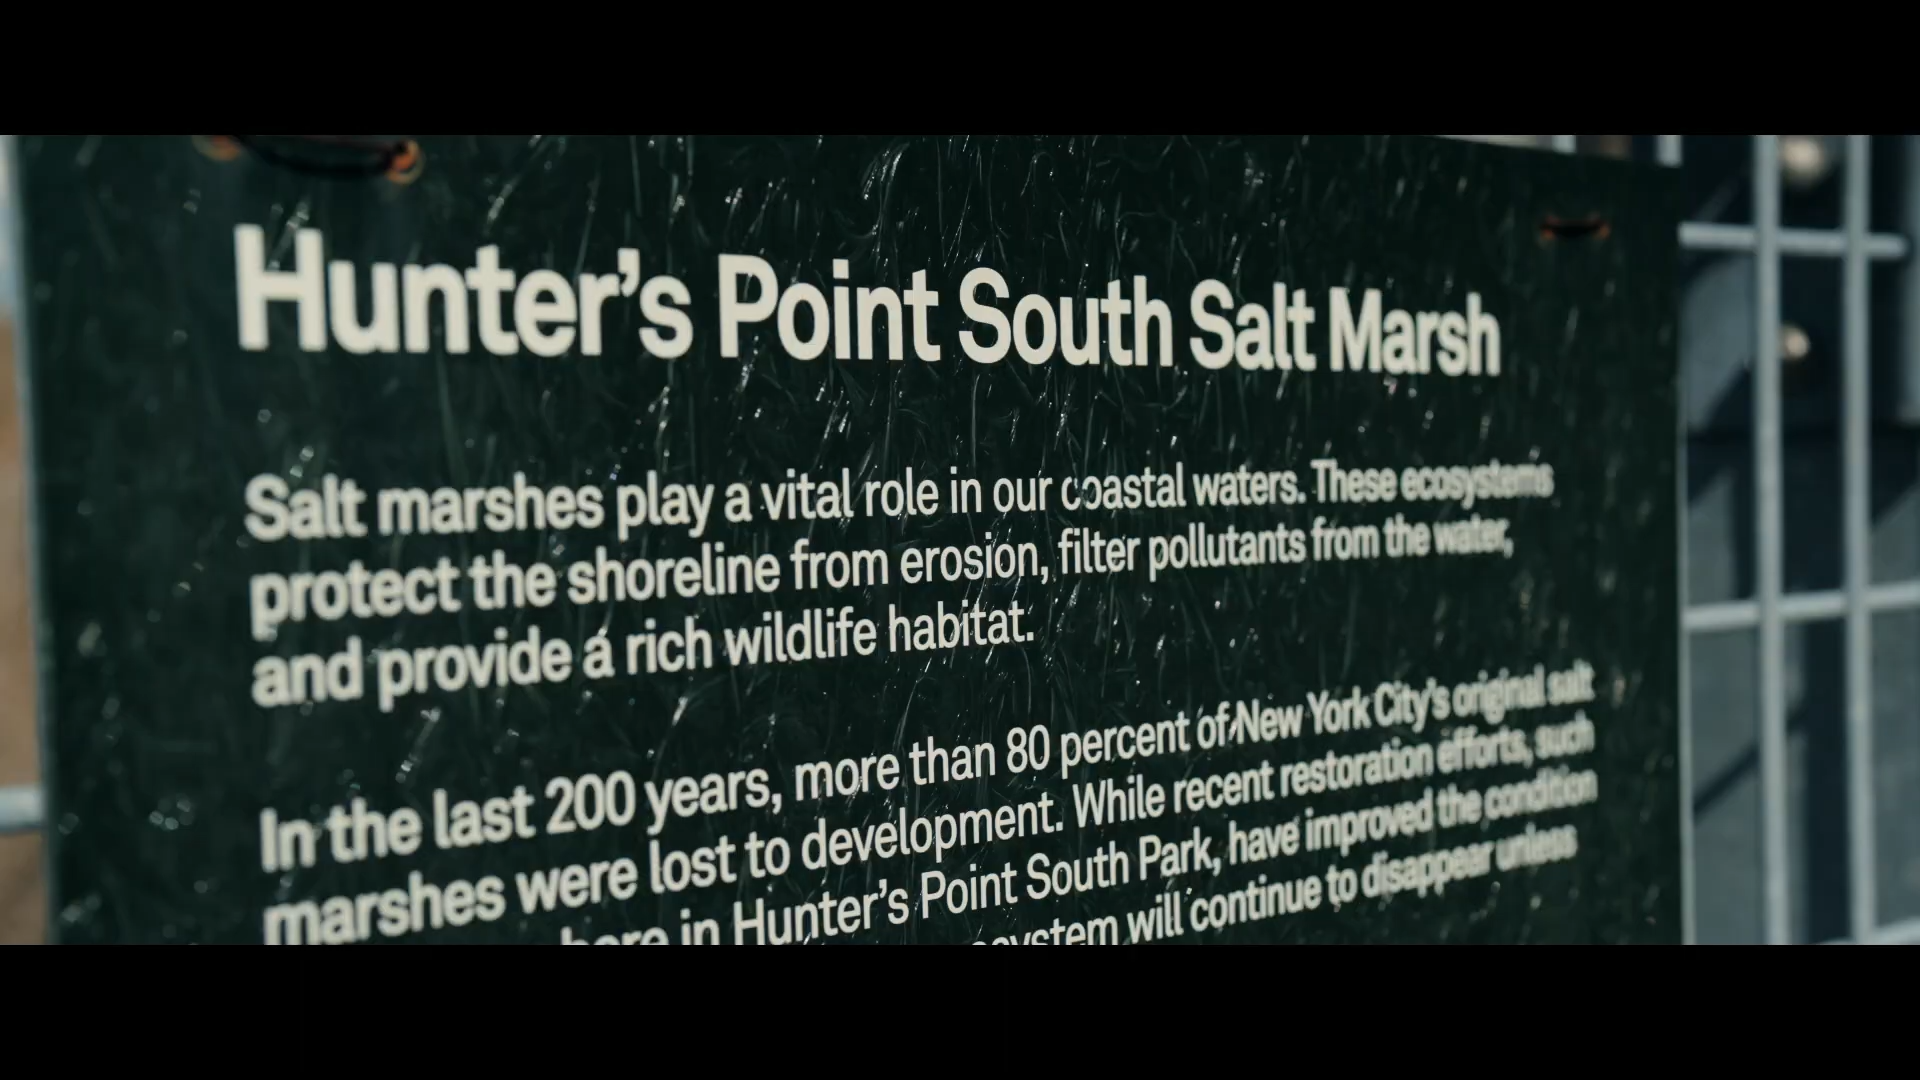 Hunter's Point South Salt Marsh
Salt marshes play a vital role in our coastal waters. These ecosystems
protect the shoreline from erosion, filter pollutants from the water,
and provide a rich wildlife habitat.
In the last 200 years, more than 80 percent of New York City's original salt
marshes were lost to development. While recent restoration efforts, such
here in Hunter's Point South Park, have improved the condition
ecosystem will continue to disappear unless